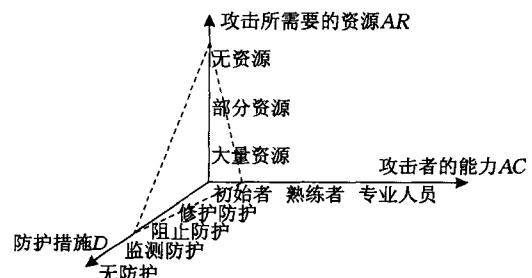 攻击所需要的资源AR
无资源
部分资源
大量资源
攻击者的能力AC
初始者 熟练者 专业人员
修护防护
阻止防护
防护措施D
监测防护
无防护